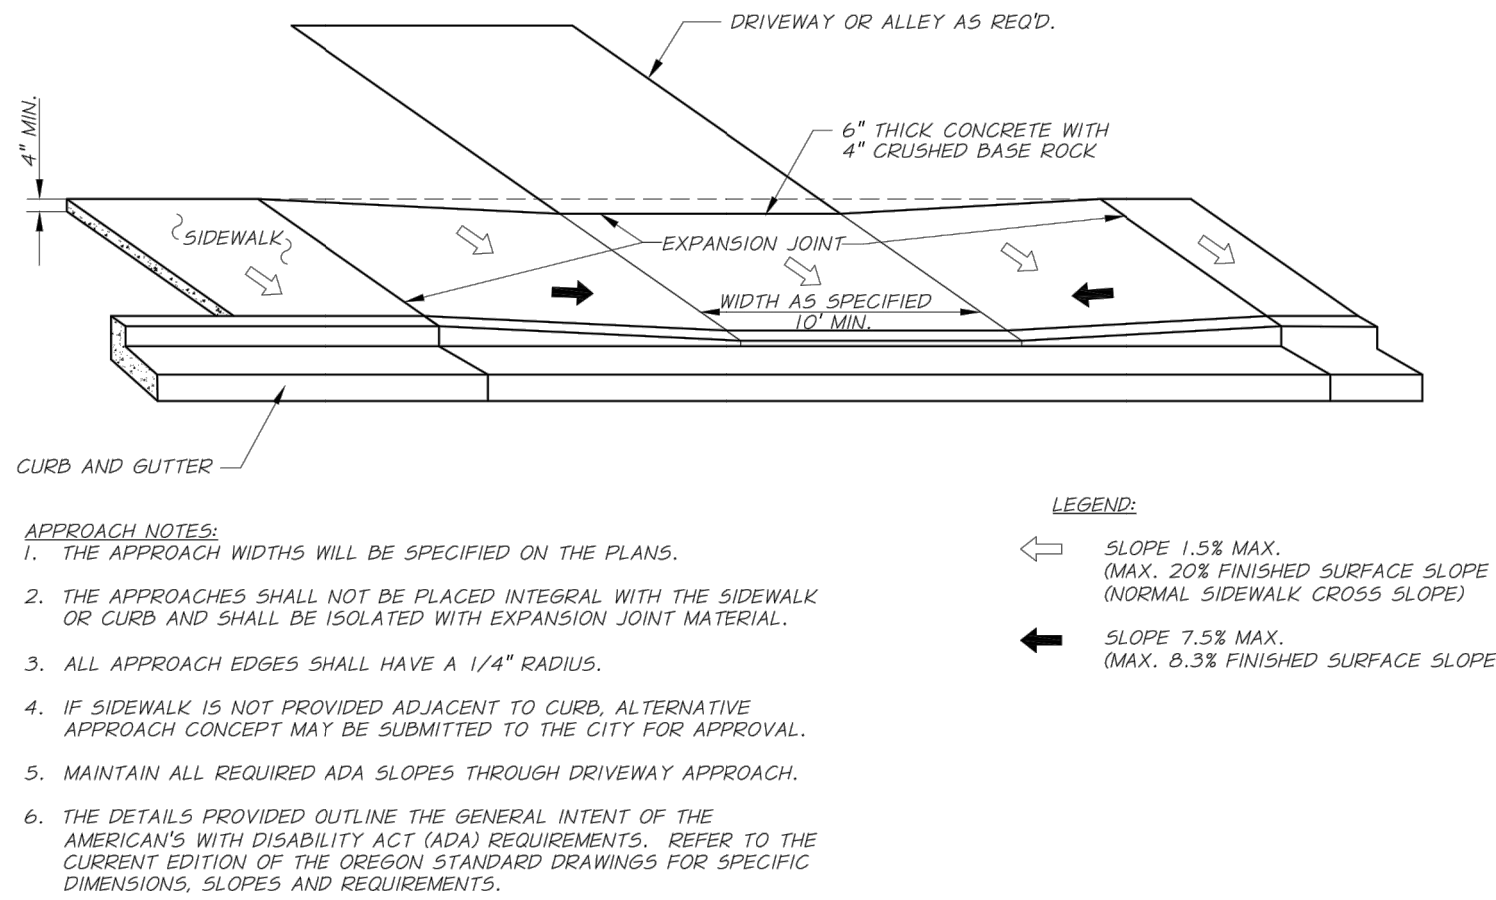 DRIVEWAY OR ALLEY AS REQ'D.
4" MIN.
6" THICK CONCRETE WITH
4" CRUSHED BASE ROCK
SIDEWALK
EXPANSION JOINT
WIDTH AS SPECIFIED
10' MIN.
CURB AND GUTTER
APPROACH NOTES:
1. THE APPROACH WIDTHS WILL BE SPECIFIED ON THE PLANS.
2. THE APPROACHES SHALL NOT BE PLACED INTEGRAL WITH THE SIDEWALK
OR CURB AND SHALL BE ISOLATED WITH EXPANSION JOINT MATERIAL.
3. ALL APPROACH EDGES SHALL HAVE A 1/4" RADIUS.
4. IF SIDEWALK IS NOT PROVIDED ADJACENT TO CURB, ALTERNATIVE
APPROACH CONCEPT MAY BE SUBMITTED TO THE CITY FOR APPROVAL.
5. MAINTAIN ALL REQUIRED ADA SLOPES THROUGH DRIVEWAY APPROACH.
6. THE DETAILS PROVIDED OUTLINE THE GENERAL INTENT OF THE
AMERICAN'S WITH DISABILITY ACT (ADA) REQUIREMENTS. REFER TO THE
CURRENT EDITION OF THE OREGON STANDARD DRAWINGS FOR SPECIFIC
DIMENSIONS, SLOPES AND REQUIREMENTS.
LEGEND:
SLOPE 1.5% MAX.
(MAX. 20% FINISHED SURFACE SLOPE
(NORMAL SIDEWALK CROSS SLOPE)
SLOPE 7.5% MAX.
(MAX. 8.3% FINISHED SURFACE SLOPE